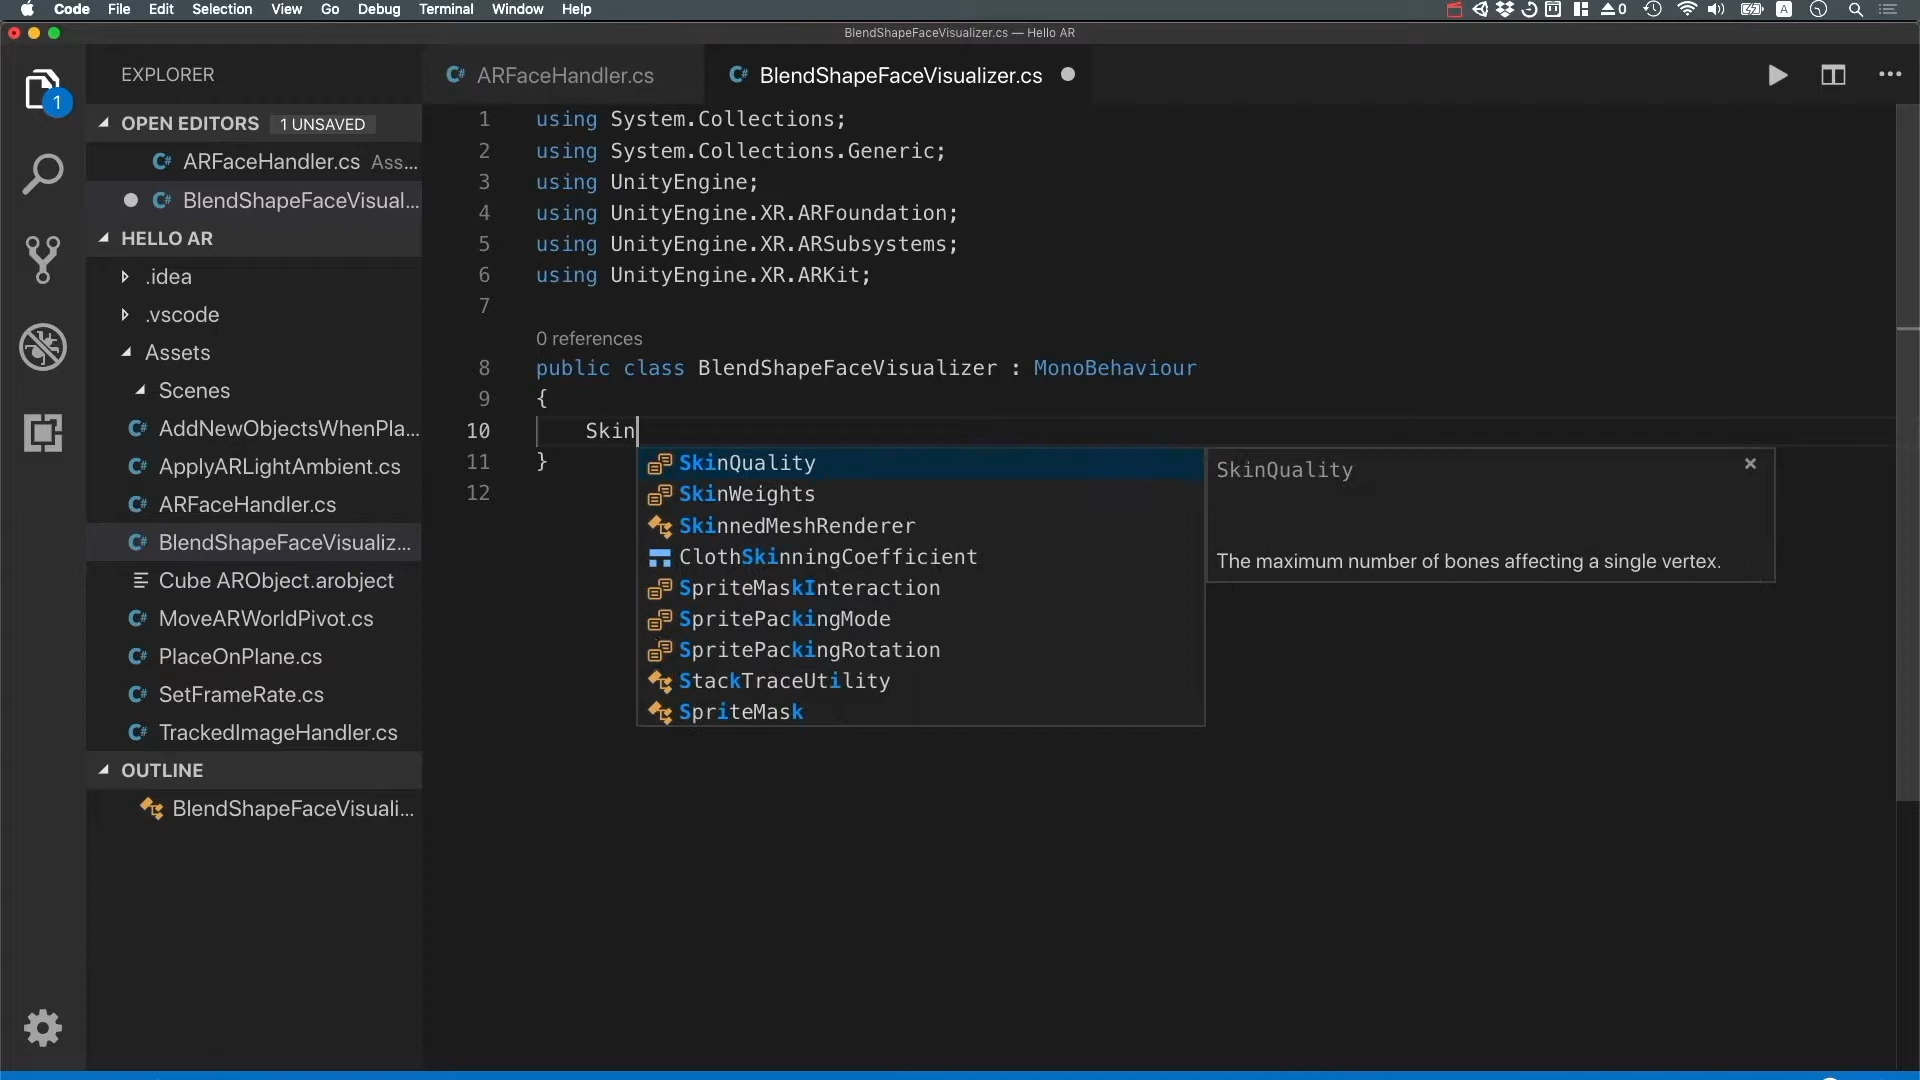 Code File Edit Selection View Go Debug Terminal Window Help
0 A
BlendShapeFaceVisualizer.cs — Hello AR
EXPLORER
1
OPEN EDITORS 1 UNSAVED
ARFaceHandler.cs Ass...
BlendShapeFaceVisual...
HELLO AR
.idea
.vscode
Assets
Scenes
AddNewObjectsWhenPla...
ApplyARLightAmbient.cs
ARFaceHandler.cs
BlendShapeFaceVisualiz...
Cube ARObject.arobject
MoveARWorldPivot.cs
PlaceOnPlane.cs
SetFrameRate.cs
TrackedImageHandler.cs
OUTLINE
BlendShapeFaceVisuali...
ARFaceHandler.cs BlendShapeFaceVisualizer.cs
1 using System.Collections;
2 using System.Collections.Generic;
3 using UnityEngine;
4 using UnityEngine.XR.ARFoundation;
5 using UnityEngine.XR.ARSubsystems;
6 using UnityEngine.XR.ARKit;
7
0 references
8 public class BlendShapeFaceVisualizer : MonoBehaviour
9 {
10 Skin
11 }
12
SkinQuality
SkinWeights
SkinnedMeshRenderer
ClothSkinningCoefficient
SpriteMaskInteraction
SpritePackingMode
SpritePackingRotation
StackTraceUtility
SpriteMask
SkinQuality
The maximum number of bones affecting a single vertex.